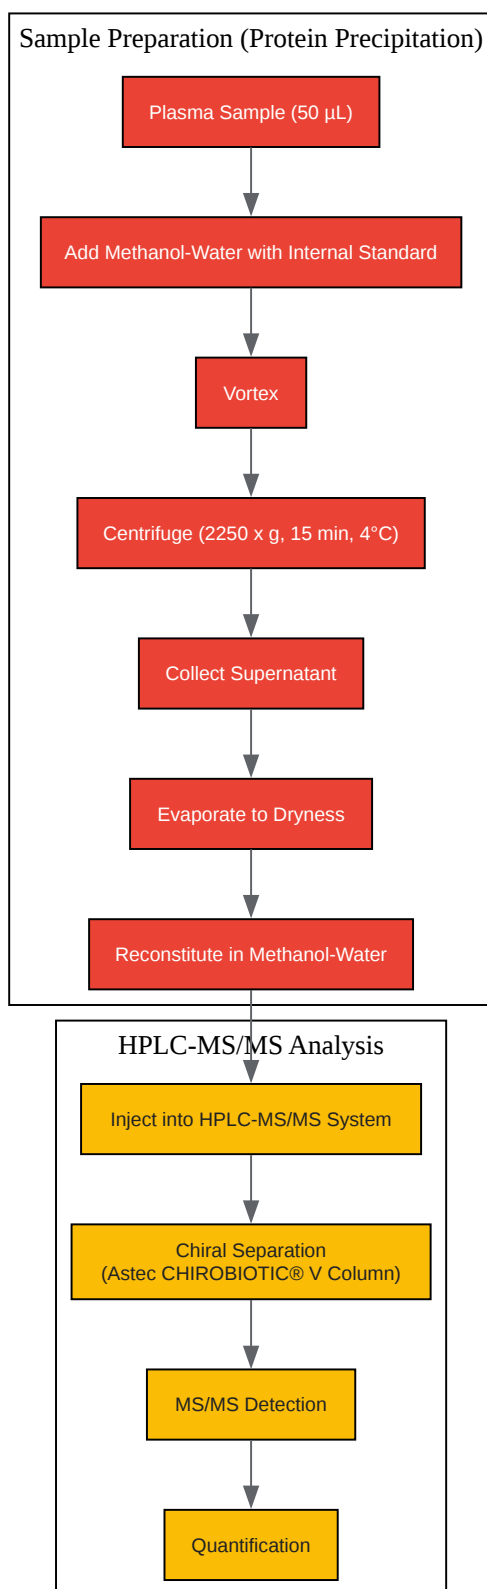 Sample Preparation (Protein Precipitation)
Plasma Sample (50 µL)
Add Methanol-Water with Internal Standard
Vortex
Centrifuge (2250 x g, 15 min, 4°C)
Collect Supernatant
Evaporate to Dryness
Reconstitute in Methanol-Water
HPLC-MS/MS Analysis
Inject into HPLC-MS/MS System
Chiral Separation
(Astec CHIROBIOTIC® V Column)
MS/MS Detection
Quantification